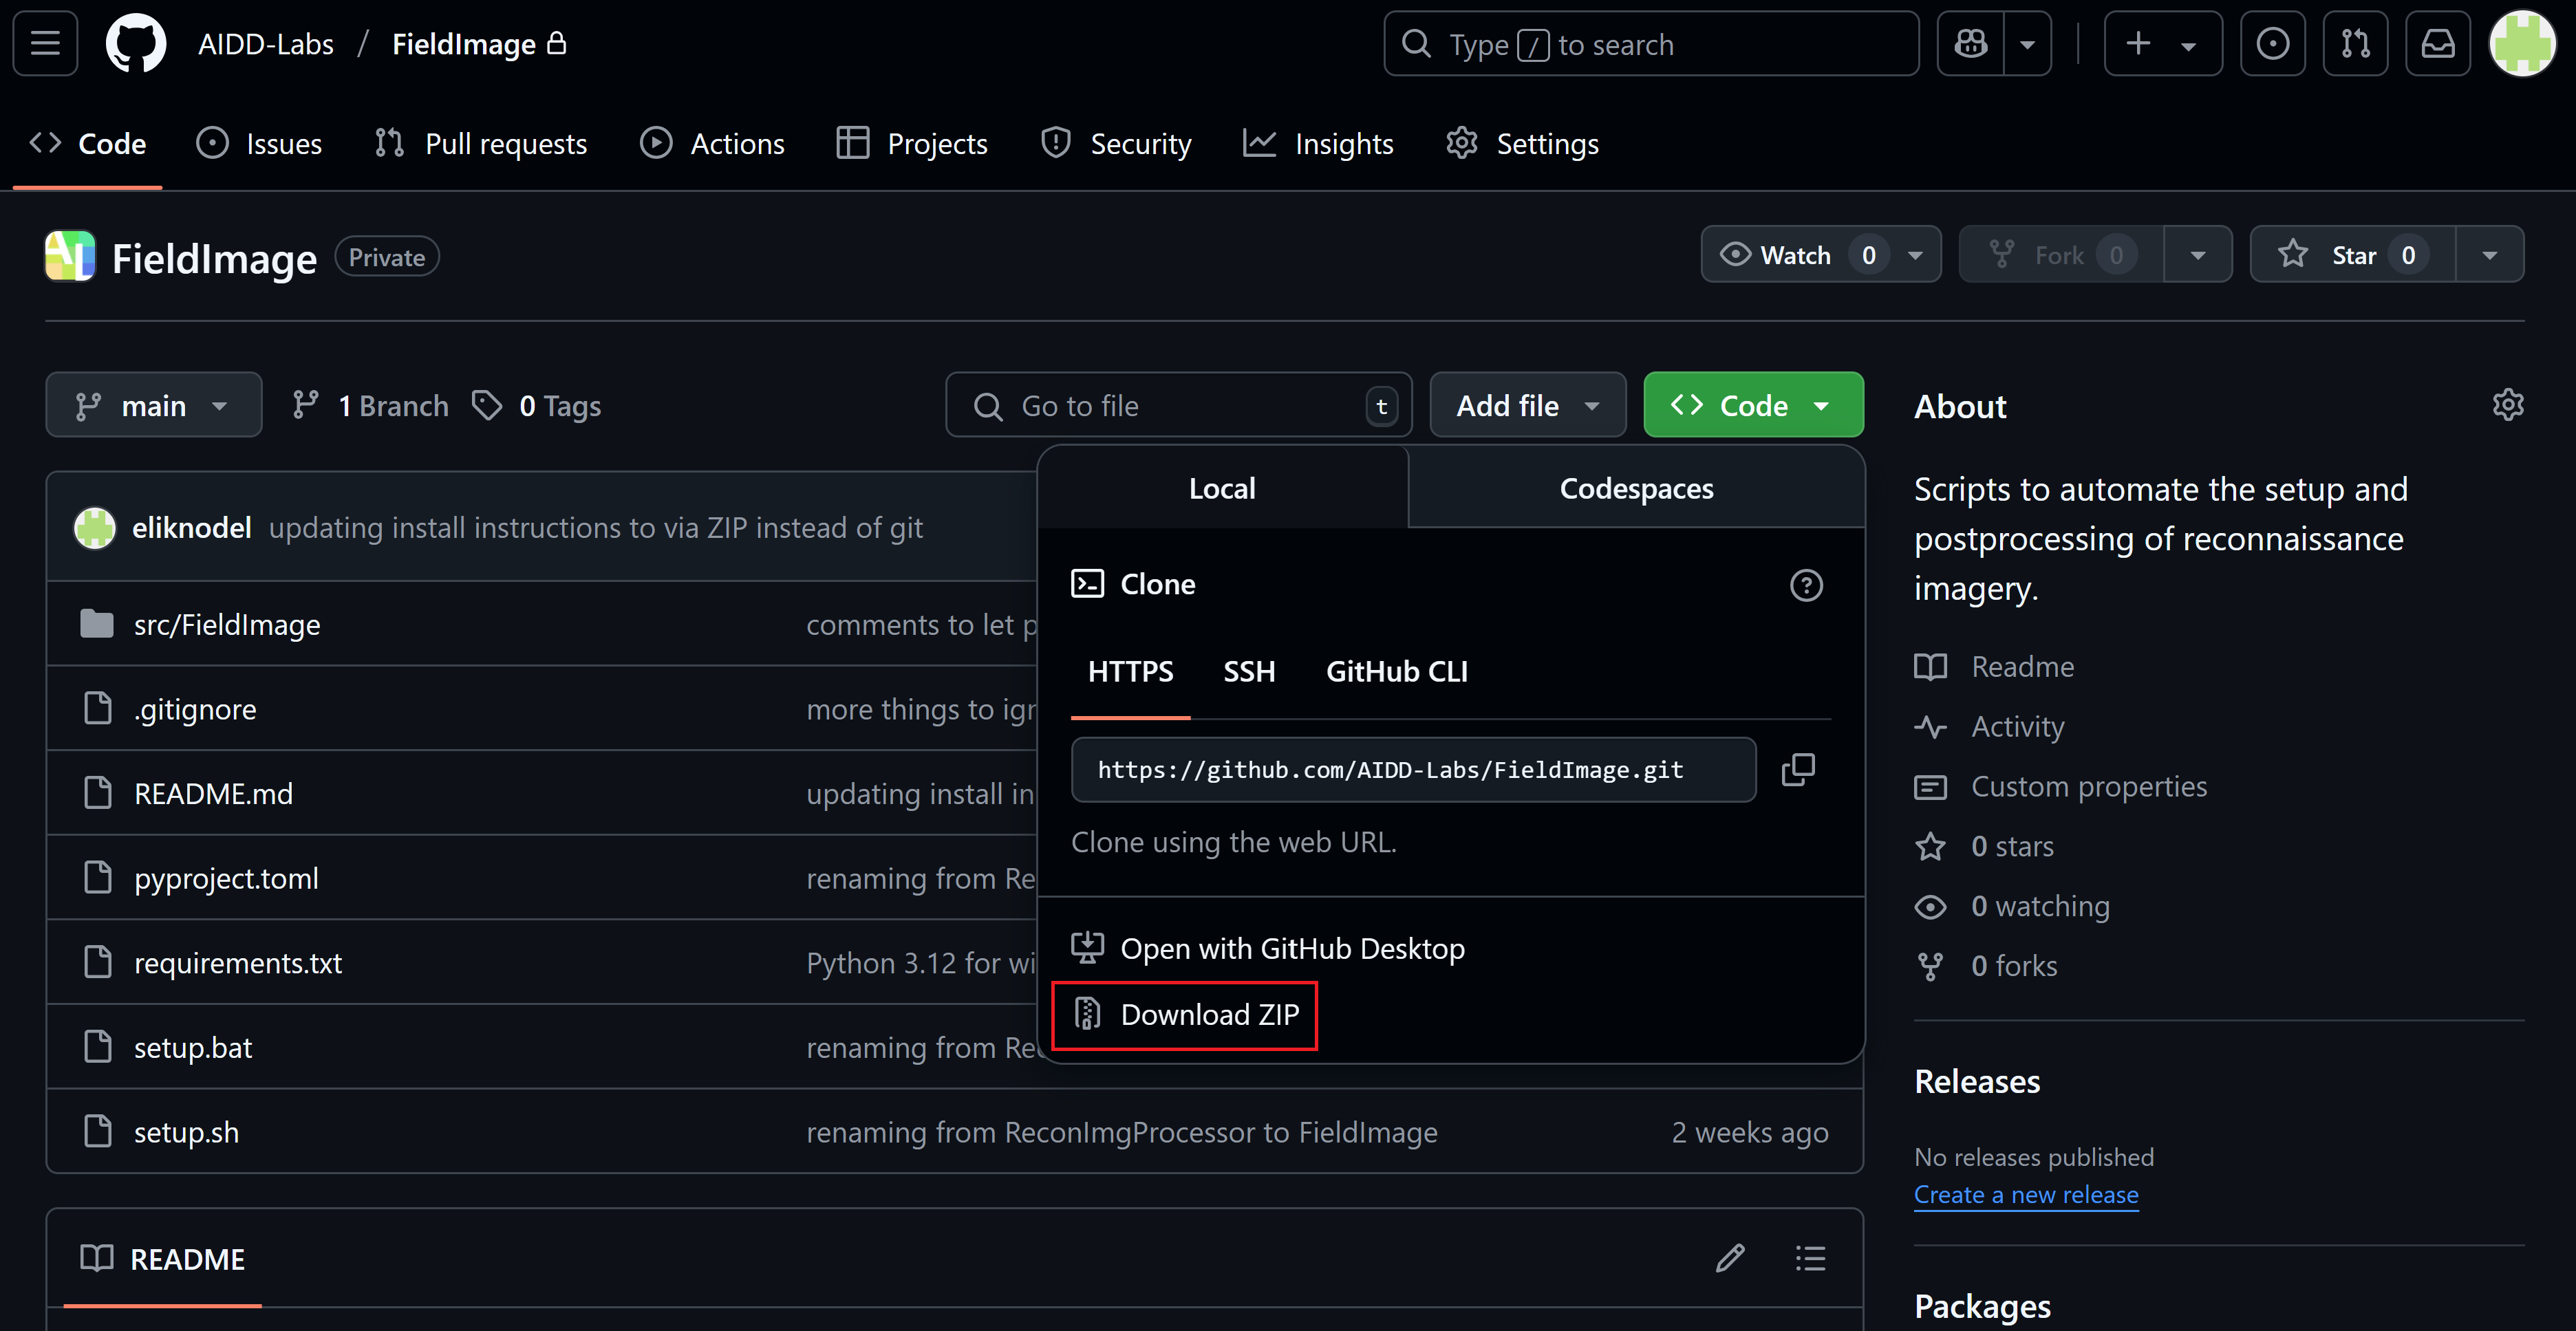 AIDD-Labs / FieldImage
Type / to search
Code Issues Pull requests Actions Projects Security Insights Settings
FieldImage Private
Watch 0 Fork 0 Star 0
main 1 Branch 0 Tags
Go to file t Add file Code
Local Codespaces
eliknodel updating install instructions to via ZIP instead of git
Clone
src/FieldImage comments to let
HTTPS SSH GitHub CLI
.gitignore more things to
https://github.com/AIDD-Labs/FieldImage.git
README.md updating install in
Clone using the web URL.
pyproject.toml renaming from
Open with GitHub Desktop
requirements.txt Python 3.12 for
Download ZIP
setup.bat renaming from
setup.sh renaming from ReconImgProcessor to FieldImage 2 weeks ago
README
About
Scripts to automate the setup and
postprocessing of reconnaissance
imagery.
Readme
Activity
Custom properties
0 stars
0 watching
0 forks
Releases
No releases published
Create a new release
Packages